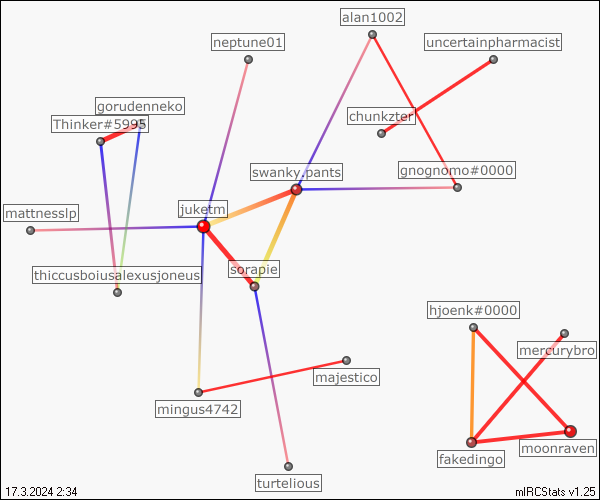 alan1002
neptune01
uncertainpharmacist
gorudenneko
chunkzter
Thinker#5995
swanky.pants
gnognomo#0000
mattnesslp
juketm
thiccusboiusalexusjoneus
sorapie
hjoenk#0000
mercurybro
majestico
mingus4742
moonraven
fakedingo
turtelious
17.3.2024 2:34
mIRCStats v1.25